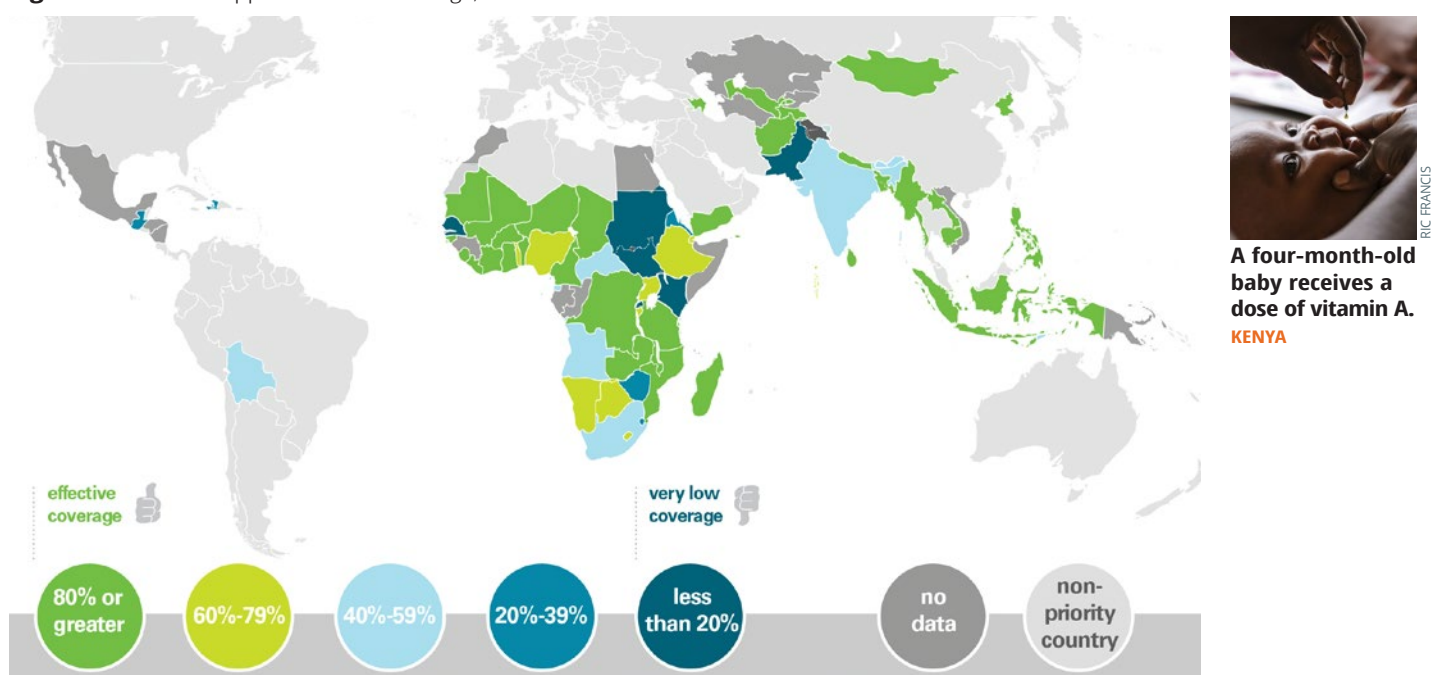 effective
coverage
very low
coverage
80% or
greater
60%-79%
40%-59%
20%-39%
less
than 20%
no
data
non-
priority
country
RIC FRANCIS
A four-month-old
baby receives a
dose of vitamin A.
KENYA